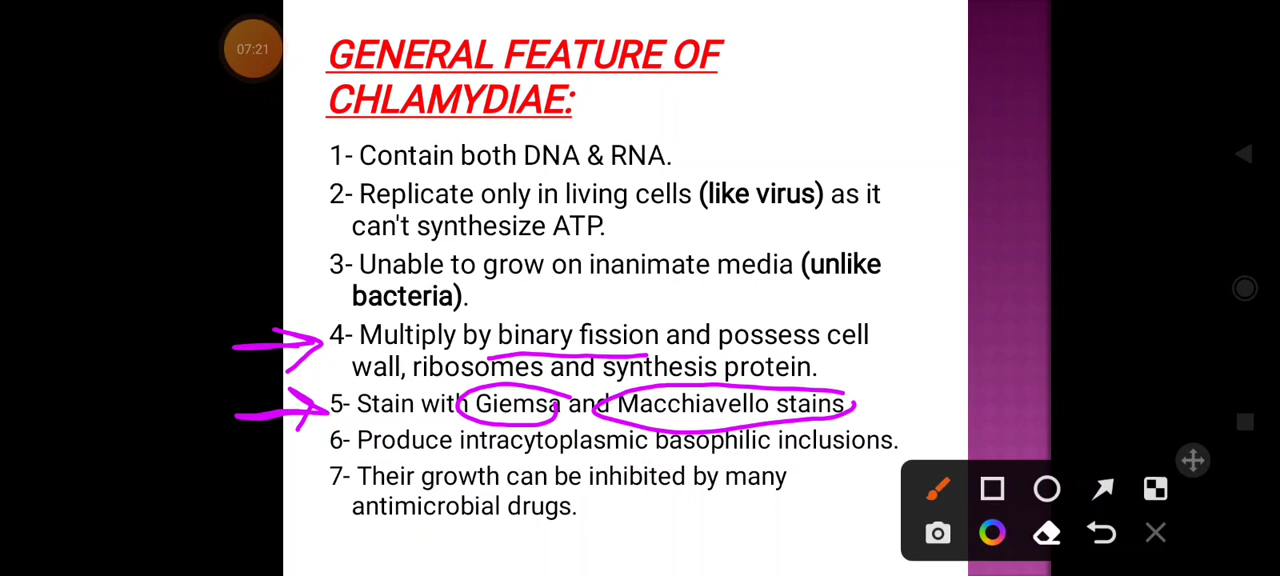 07:21
GENERAL FEATURE OF
CHLAMYDIAE:
1- Contain both DNA & RNA.
2- Replicate only in living cells (like virus) as it
can't synthesize ATP.
3- Unable to grow on inanimate media (unlike
bacteria).
4- Multiply by binary fission and possess cell
wall, ribosomes and synthesis protein.
5- Stain with Giemsa and Macchiavello stains.
6- Produce intracytoplasmic basophilic inclusions.
7- Their growth can be inhibited by many
antimicrobial drugs.